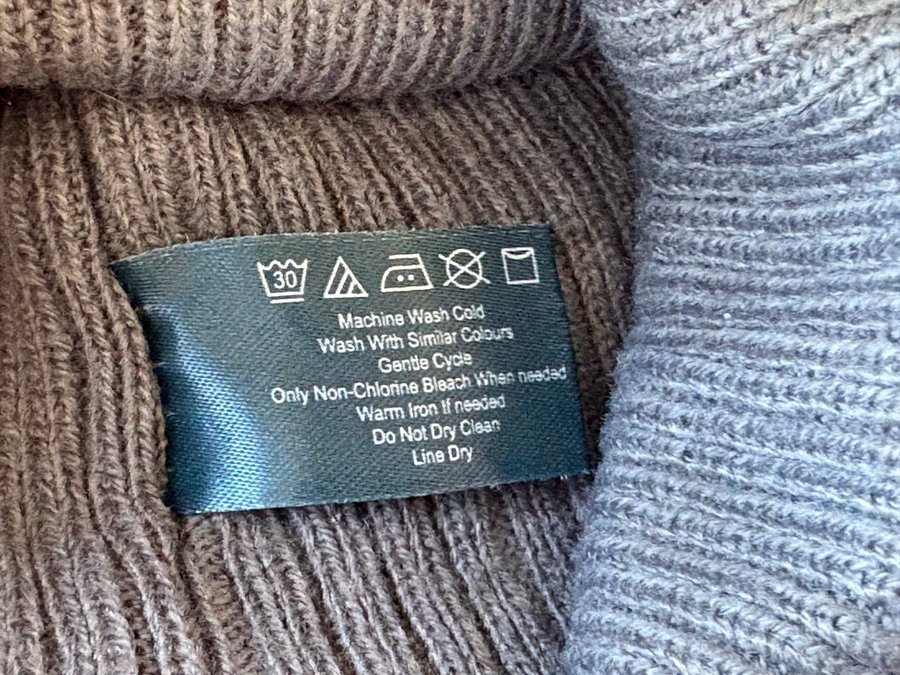 30
Machine Wash Cold
Wash With Similar Colours
Gentle Cycle
Only Non-Chlorine Bleach When needed
Warm Iron if needed
Do Not Dry Clean
Line Dry